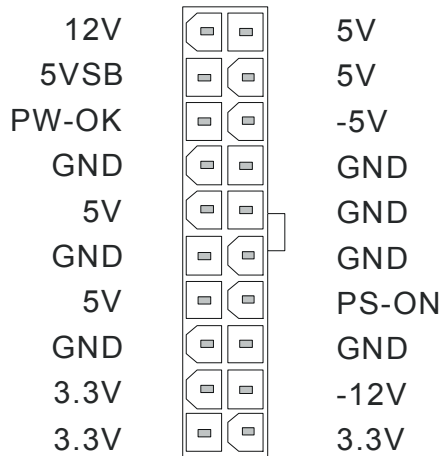 12V 5V
5VSB 5V
PW-OK -5V
GND GND
5V GND
GND GND
5V PS-ON
GND GND
3.3V -12V
3.3V 3.3V